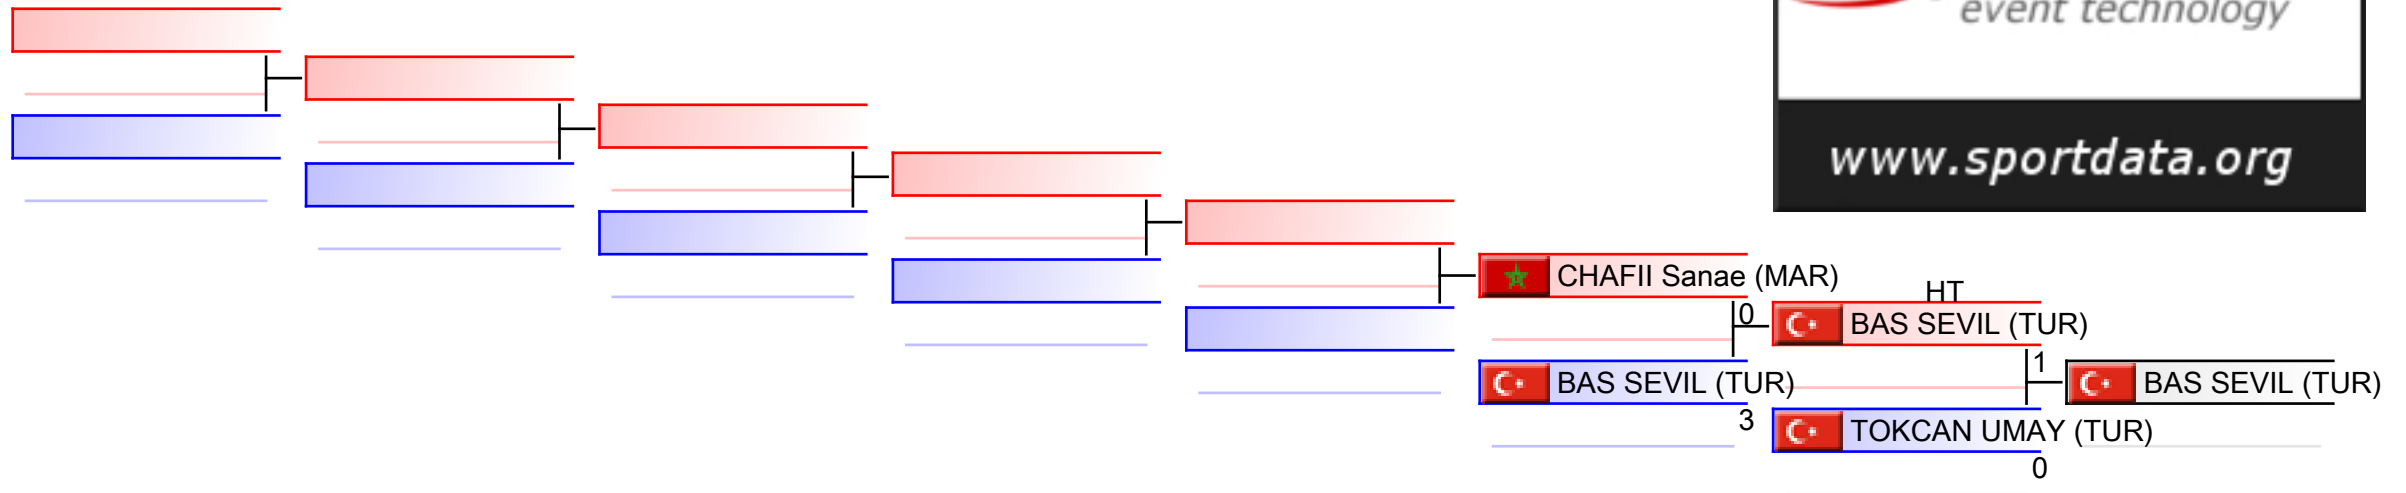 event technology
www.sportdata.org
CHAFII Sanae (MAR)
HT
0
BAS SEVIL (TUR)
1
BAS SEVIL (TUR)
BAS SEVIL (TUR)
3
TOKCAN UMAY (TUR)
0